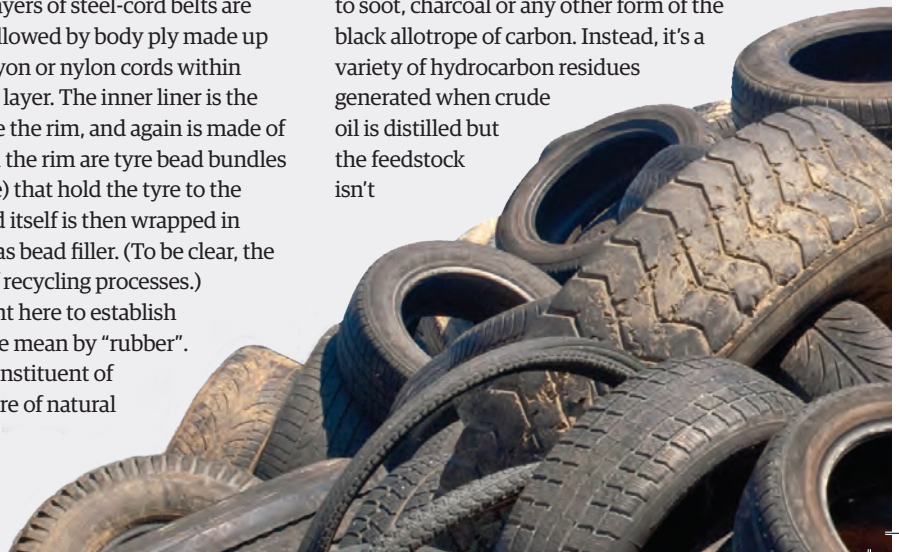 ayers of steel-cord belts are
llowed by body ply made up
yon or nylon cords within
layer. The inner liner is the
e the rim, and again is made of
the rim are tyre bead bundles
e) that hold the tyre to the
d itself is then wrapped in
as bead filler. (To be clear, the
recycling processes.)
nt here to establish
e mean by “rubber”.
nstituent of
re of natural
to soot, charcoal or any other form of the
black allotrope of carbon. Instead, it’s a
variety of hydrocarbon residues
generated when crude
oil is distilled but
the feedstock
isn’t